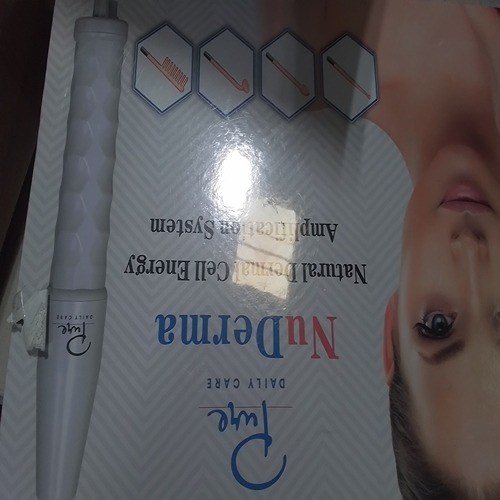 Pure
DAILY CARE
NuDerma
Natural Dermal Cell Energy
Amplification System
Pure
DAILY CARE